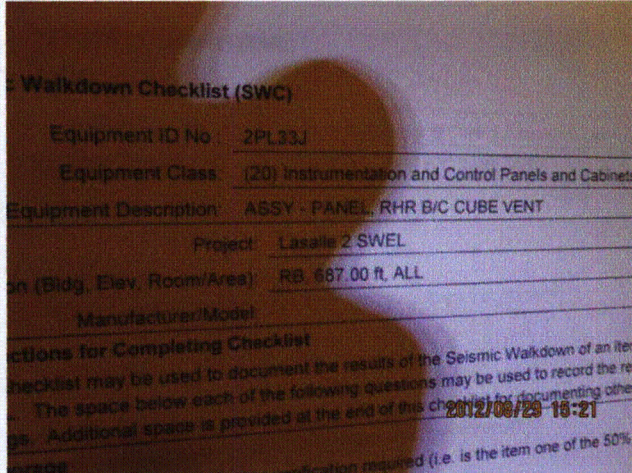 c Walkdown Checklist (SWC)
Equipment ID No.: 2PL33J
Equipment Class: (20) Instrumentation and Control Panels and Cabinets
Equipment Description: ASSY - PANEL, RHR B/C CUBE VENT
Project: Lasalle 2 SWEL
on (Bldg, Elev, Room/Area): RB, 687.00 ft, ALL
Manufacturer/Model:
ctions for Completing Checklist
checklist may be used to document the results of the Seismic Walkdown of an ite
. The space below each of the following questions may be used to record the re
gs. Additional space is provided at the end of this checklist for documenting othe
2012/08/29 15:21
required (i.e. is the item one of the 50%